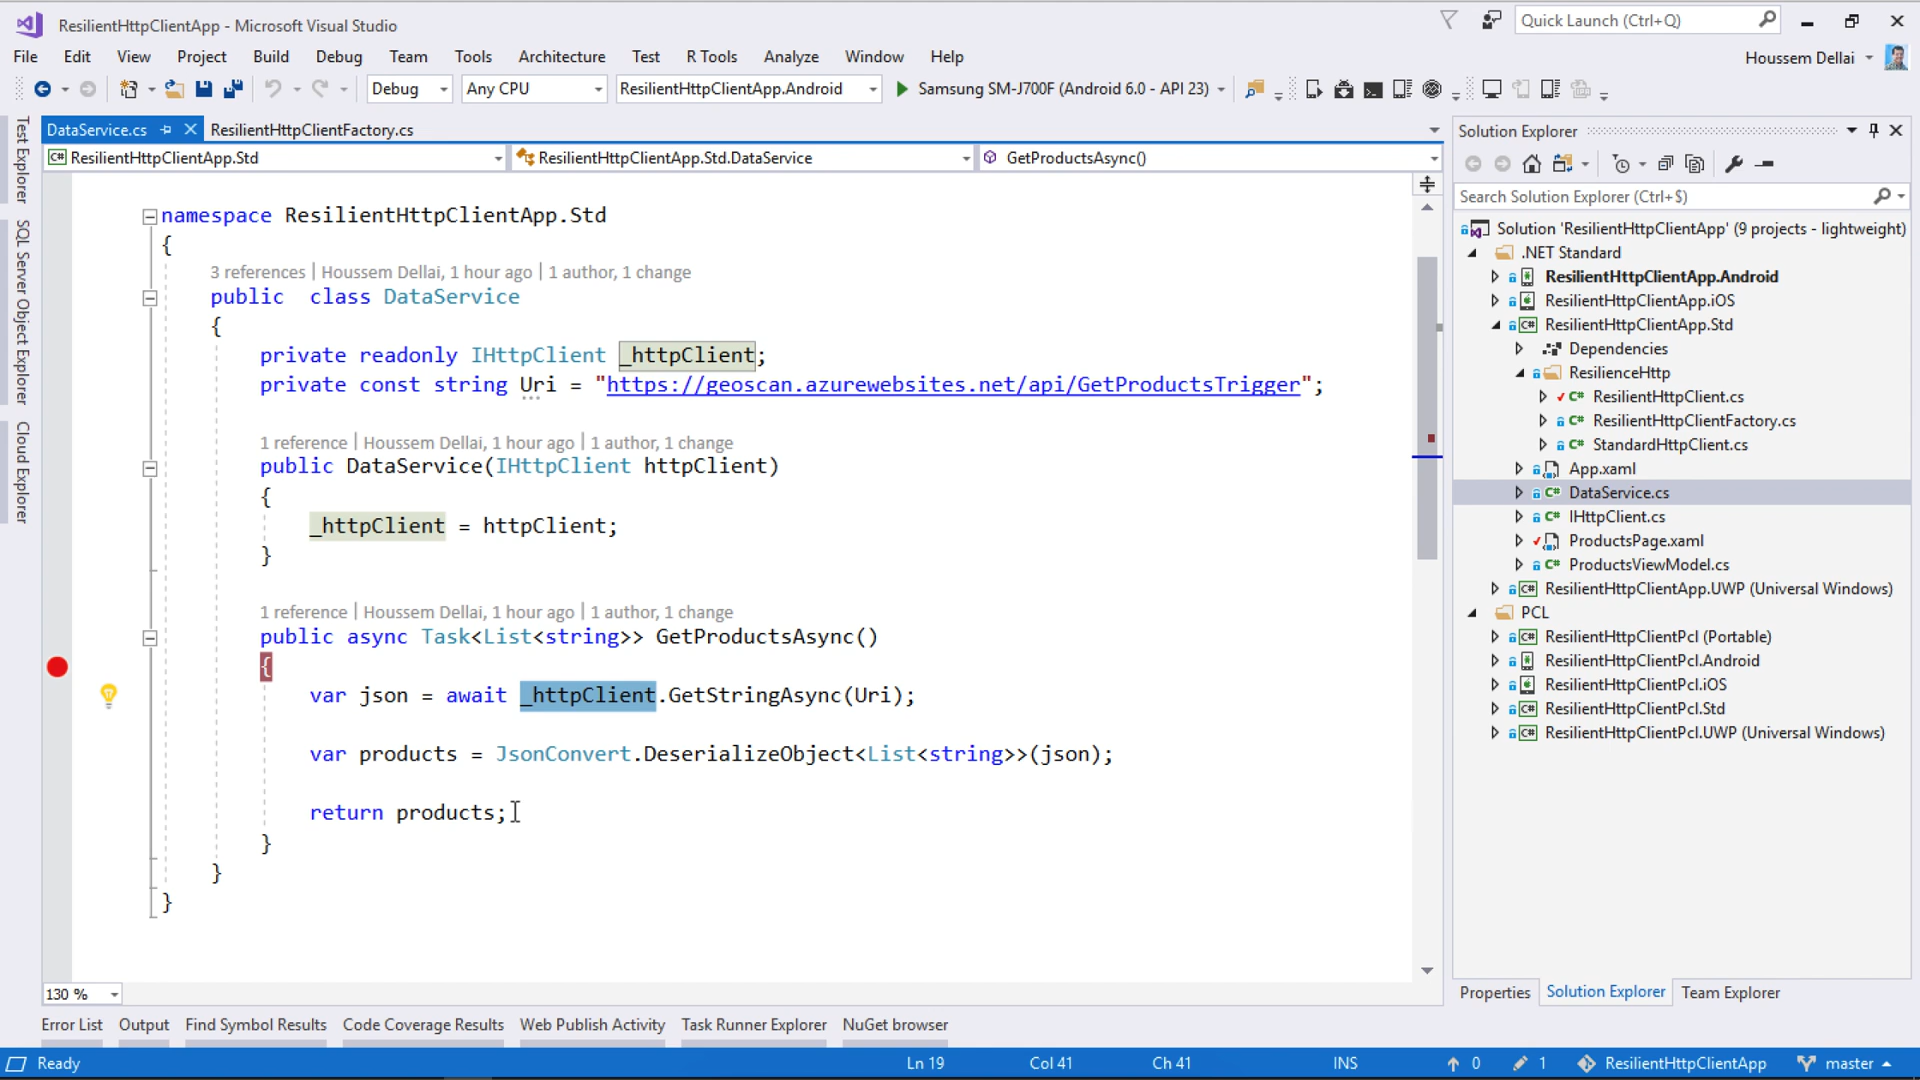 ResilientHttpClientApp - Microsoft Visual Studio
Quick Launch (Ctrl+Q)
File Edit View Project Build Debug Team Tools Architecture Test R Tools Analyze Window Help
Houssem Dellai
Debug Any CPU ResilientHttpClientApp.Android Samsung SM-J700F (Android 6.0 - API 23)
Test Explorer
SQL Server Object Explorer
Cloud Explorer
DataService.cs ResilientHttpClientFactory.cs
ResilientHttpClientApp.Std ResilientHttpClientApp.Std.DataService GetProductsAsync()
namespace ResilientHttpClientApp.Std
{
3 references | Houssem Dellai, 1 hour ago | 1 author, 1 change
public class DataService
{
private readonly IHttpClient _httpClient;
private const string Uri = "https://geoscan.azurewebsites.net/api/GetProductsTrigger";
1 reference | Houssem Dellai, 1 hour ago | 1 author, 1 change
public DataService(IHttpClient httpClient)
{
_httpClient = httpClient;
}
1 reference | Houssem Dellai, 1 hour ago | 1 author, 1 change
public async Task<List<string>> GetProductsAsync()
{
var json = await _httpClient.GetStringAsync(Uri);
var products = JsonConvert.DeserializeObject<List<string>>(json);
return products;
}
}
}
130 %
Solution Explorer
Search Solution Explorer (Ctrl+$)
Solution 'ResilientHttpClientApp' (9 projects - lightweight)
.NET Standard
ResilientHttpClientApp.Android
ResilientHttpClientApp.iOS
ResilientHttpClientApp.Std
Dependencies
ResilienceHttp
ResilientHttpClient.cs
ResilientHttpClientFactory.cs
StandardHttpClient.cs
App.xaml
DataService.cs
IHttpClient.cs
ProductsPage.xaml
ProductsViewModel.cs
ResilientHttpClientApp.UWP (Universal Windows)
PCL
ResilientHttpClientPcl (Portable)
ResilientHttpClientPcl.Android
ResilientHttpClientPcl.iOS
ResilientHttpClientPcl.Std
ResilientHttpClientPcl.UWP (Universal Windows)
Properties Solution Explorer Team Explorer
Error List Output Find Symbol Results Code Coverage Results Web Publish Activity Task Runner Explorer NuGet browser
Ready Ln 19 Col 41 Ch 41 INS 0 1 ResilientHttpClientApp master